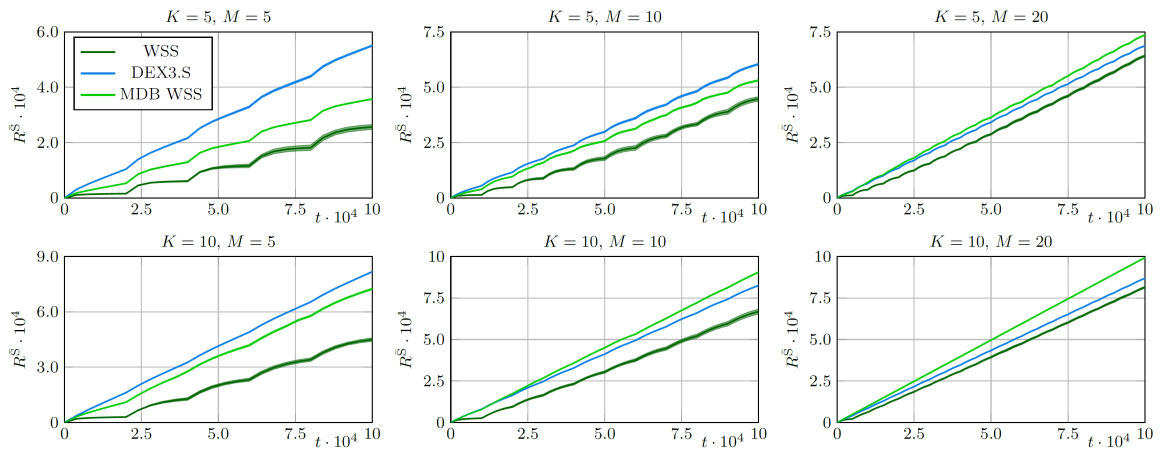 K = 5, M = 5
6.0
4.0
2.0
0
R^S̄ · 10^4
WSS
DEX3.S
MDB WSS
0 2.5 5.0 7.5 10
t · 10^4
K = 5, M = 10
7.5
5.0
2.5
0
R^S̄ · 10^4
0 2.5 5.0 7.5 10
t · 10^4
K = 5, M = 20
7.5
5.0
2.5
0
R^S̄ · 10^4
0 2.5 5.0 7.5 10
t · 10^4
K = 10, M = 5
9.0
6.0
3.0
0
R^S̄ · 10^4
0 2.5 5.0 7.5 10
t · 10^4
K = 10, M = 10
10
7.5
5.0
2.5
0
R^S̄ · 10^4
0 2.5 5.0 7.5 10
t · 10^4
K = 10, M = 20
10
7.5
5.0
2.5
0
R^S̄ · 10^4
0 2.5 5.0 7.5 10
t · 10^4